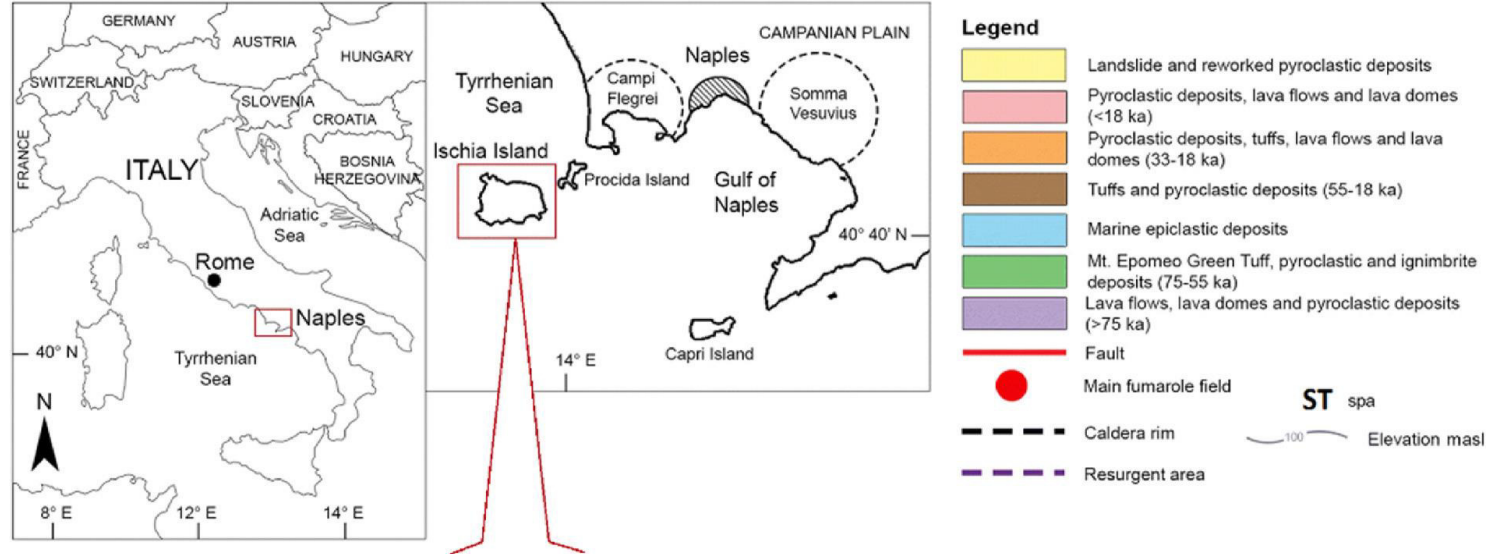 GERMANY
AUSTRIA
HUNGARY
SWITZERLAND
SLOVENIA
CROATIA
FRANCE
ITALY
BOSNIA
HERZEGOVINA
Adriatic
Sea
Rome
Naples
40° N
Tyrrhenian
Sea
N
8° E
12° E
14° E
CAMPANIAN PLAIN
Naples
Tyrrhenian
Sea
Campi
Flegrei
Somma
Vesuvius
Ischia Island
Procida Island
Gulf of
Naples
40° 40' N
Capri Island
14° E
Legend
Landslide and reworked pyroclastic deposits
Pyroclastic deposits, lava flows and lava domes
(<18 ka)
Pyroclastic deposits, tuffs, lava flows and lava
domes (33-18 ka)
Tuffs and pyroclastic deposits (55-18 ka)
Marine epiclastic deposits
Mt. Epomeo Green Tuff, pyroclastic and ignimbrite
deposits (75-55 ka)
Lava flows, lava domes and pyroclastic deposits
(>75 ka)
Fault
Main fumarole field
ST spa
Caldera rim
100 Elevation masl
Resurgent area